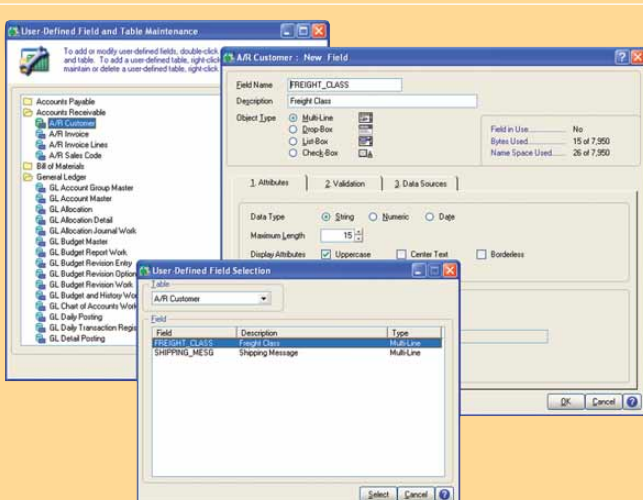 User-Defined Field and Table Maintenance
To add or modify user-defined fields, double-click
and table. To add a user-defined table, right-click
maintain or delete a user-defined table, right-click
Accounts Payable
Accounts Receivable
A/R Customer
A/R Invoice
A/R Invoice Lines
A/R Sales Code
Bill of Materials
General Ledger
GL Account Group Master
GL Account Master
GL Allocation
GL Allocation Detail
GL Allocation Journal Work
GL Budget Master
GL Budget Report Work
GL Budget Revision Entry
GL Budget Revision Option
GL Budget Revision Work
GL Budget and History Wor
GL Chart of Accounts Work
GL Daily Posting
GL Daily Transaction Regis
GL Detail Posting
A/R Customer : New Field
Field Name FREIGHT_CLASS
Description Freight Class
Object Type Multi-Line
Drop-Box
List-Box
Check-Box
Field in Use No
Bytes Used 15 of 7,950
Name Space Used 26 of 7,950
1. Attributes 2. Validation 3. Data Sources
Data Type String Numeric Date
Maximum Length 15
Display Attributes Uppercase Center Text Borderless
OK Cancel
User-Defined Field Selection
Table
A/R Customer
Field
Field Description Type
FREIGHT_CLASS Freight Class Multi-Line
SHIPPING_MESG Shipping Message Multi-Line
Select Cancel